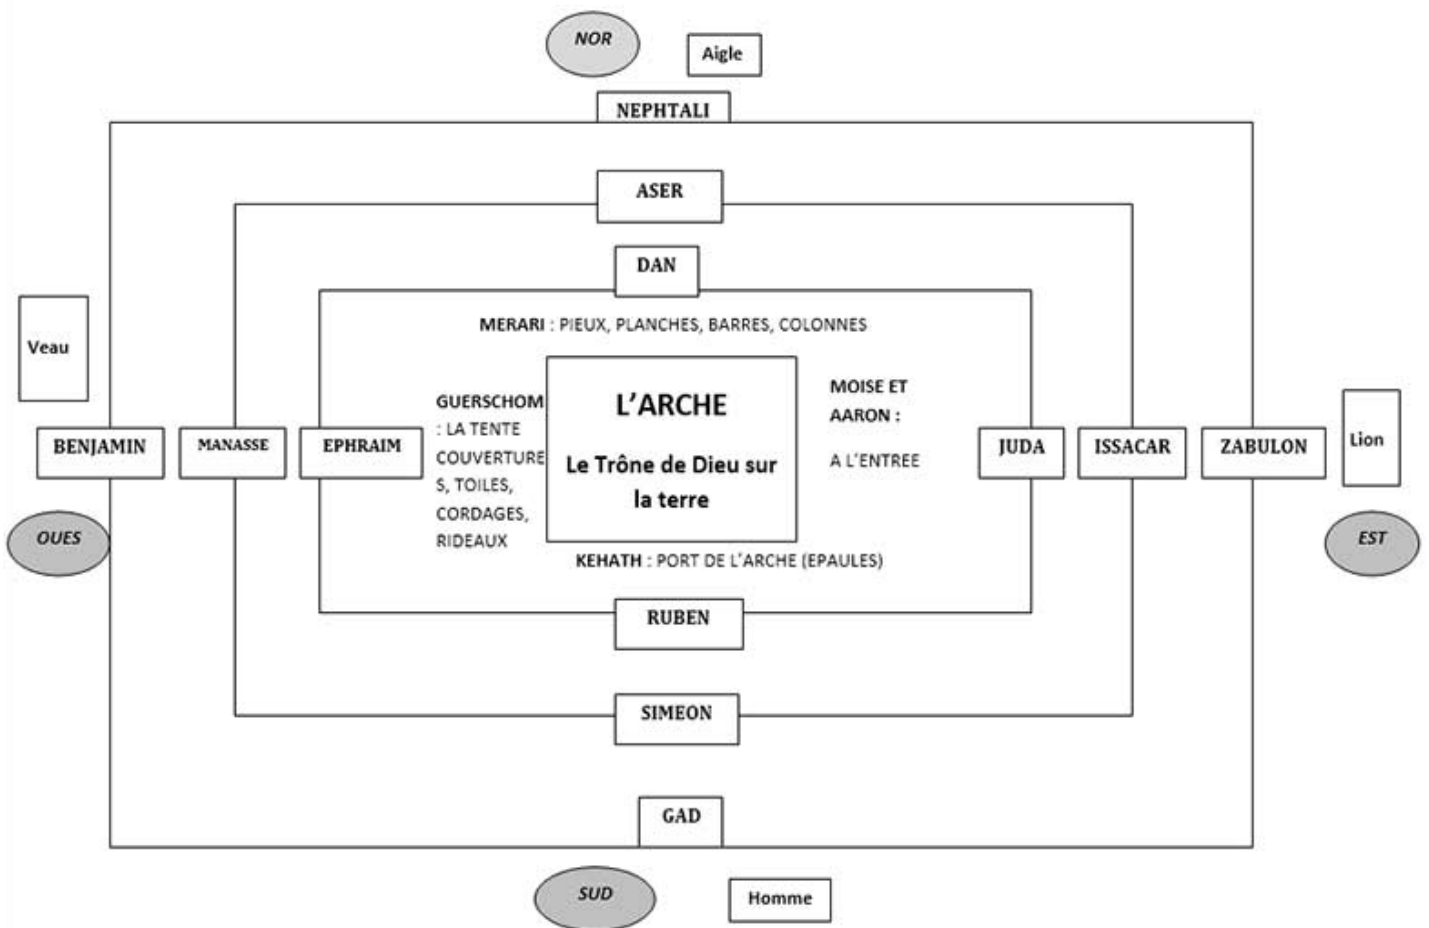 NOR
Aigle
NEPHTALI
ASER
DAN
MERARI : PIEUX, PLANCHES, BARRES, COLONNES
Veau
GUERSCHOM
: LA TENTE
COUVERTURE
S, TOILES,
CORDAGES,
RIDEAUX
L’ARCHE
Le Trône de Dieu sur
la terre
MOISE ET
AARON :
A L’ENTREE
BENJAMIN
MANASSE
EPHRAIM
JUDA
ISSACAR
ZABULON
Lion
OUES
EST
KEHATH : PORT DE L’ARCHE (EPAULES)
RUBEN
SIMEON
GAD
SUD
Homme